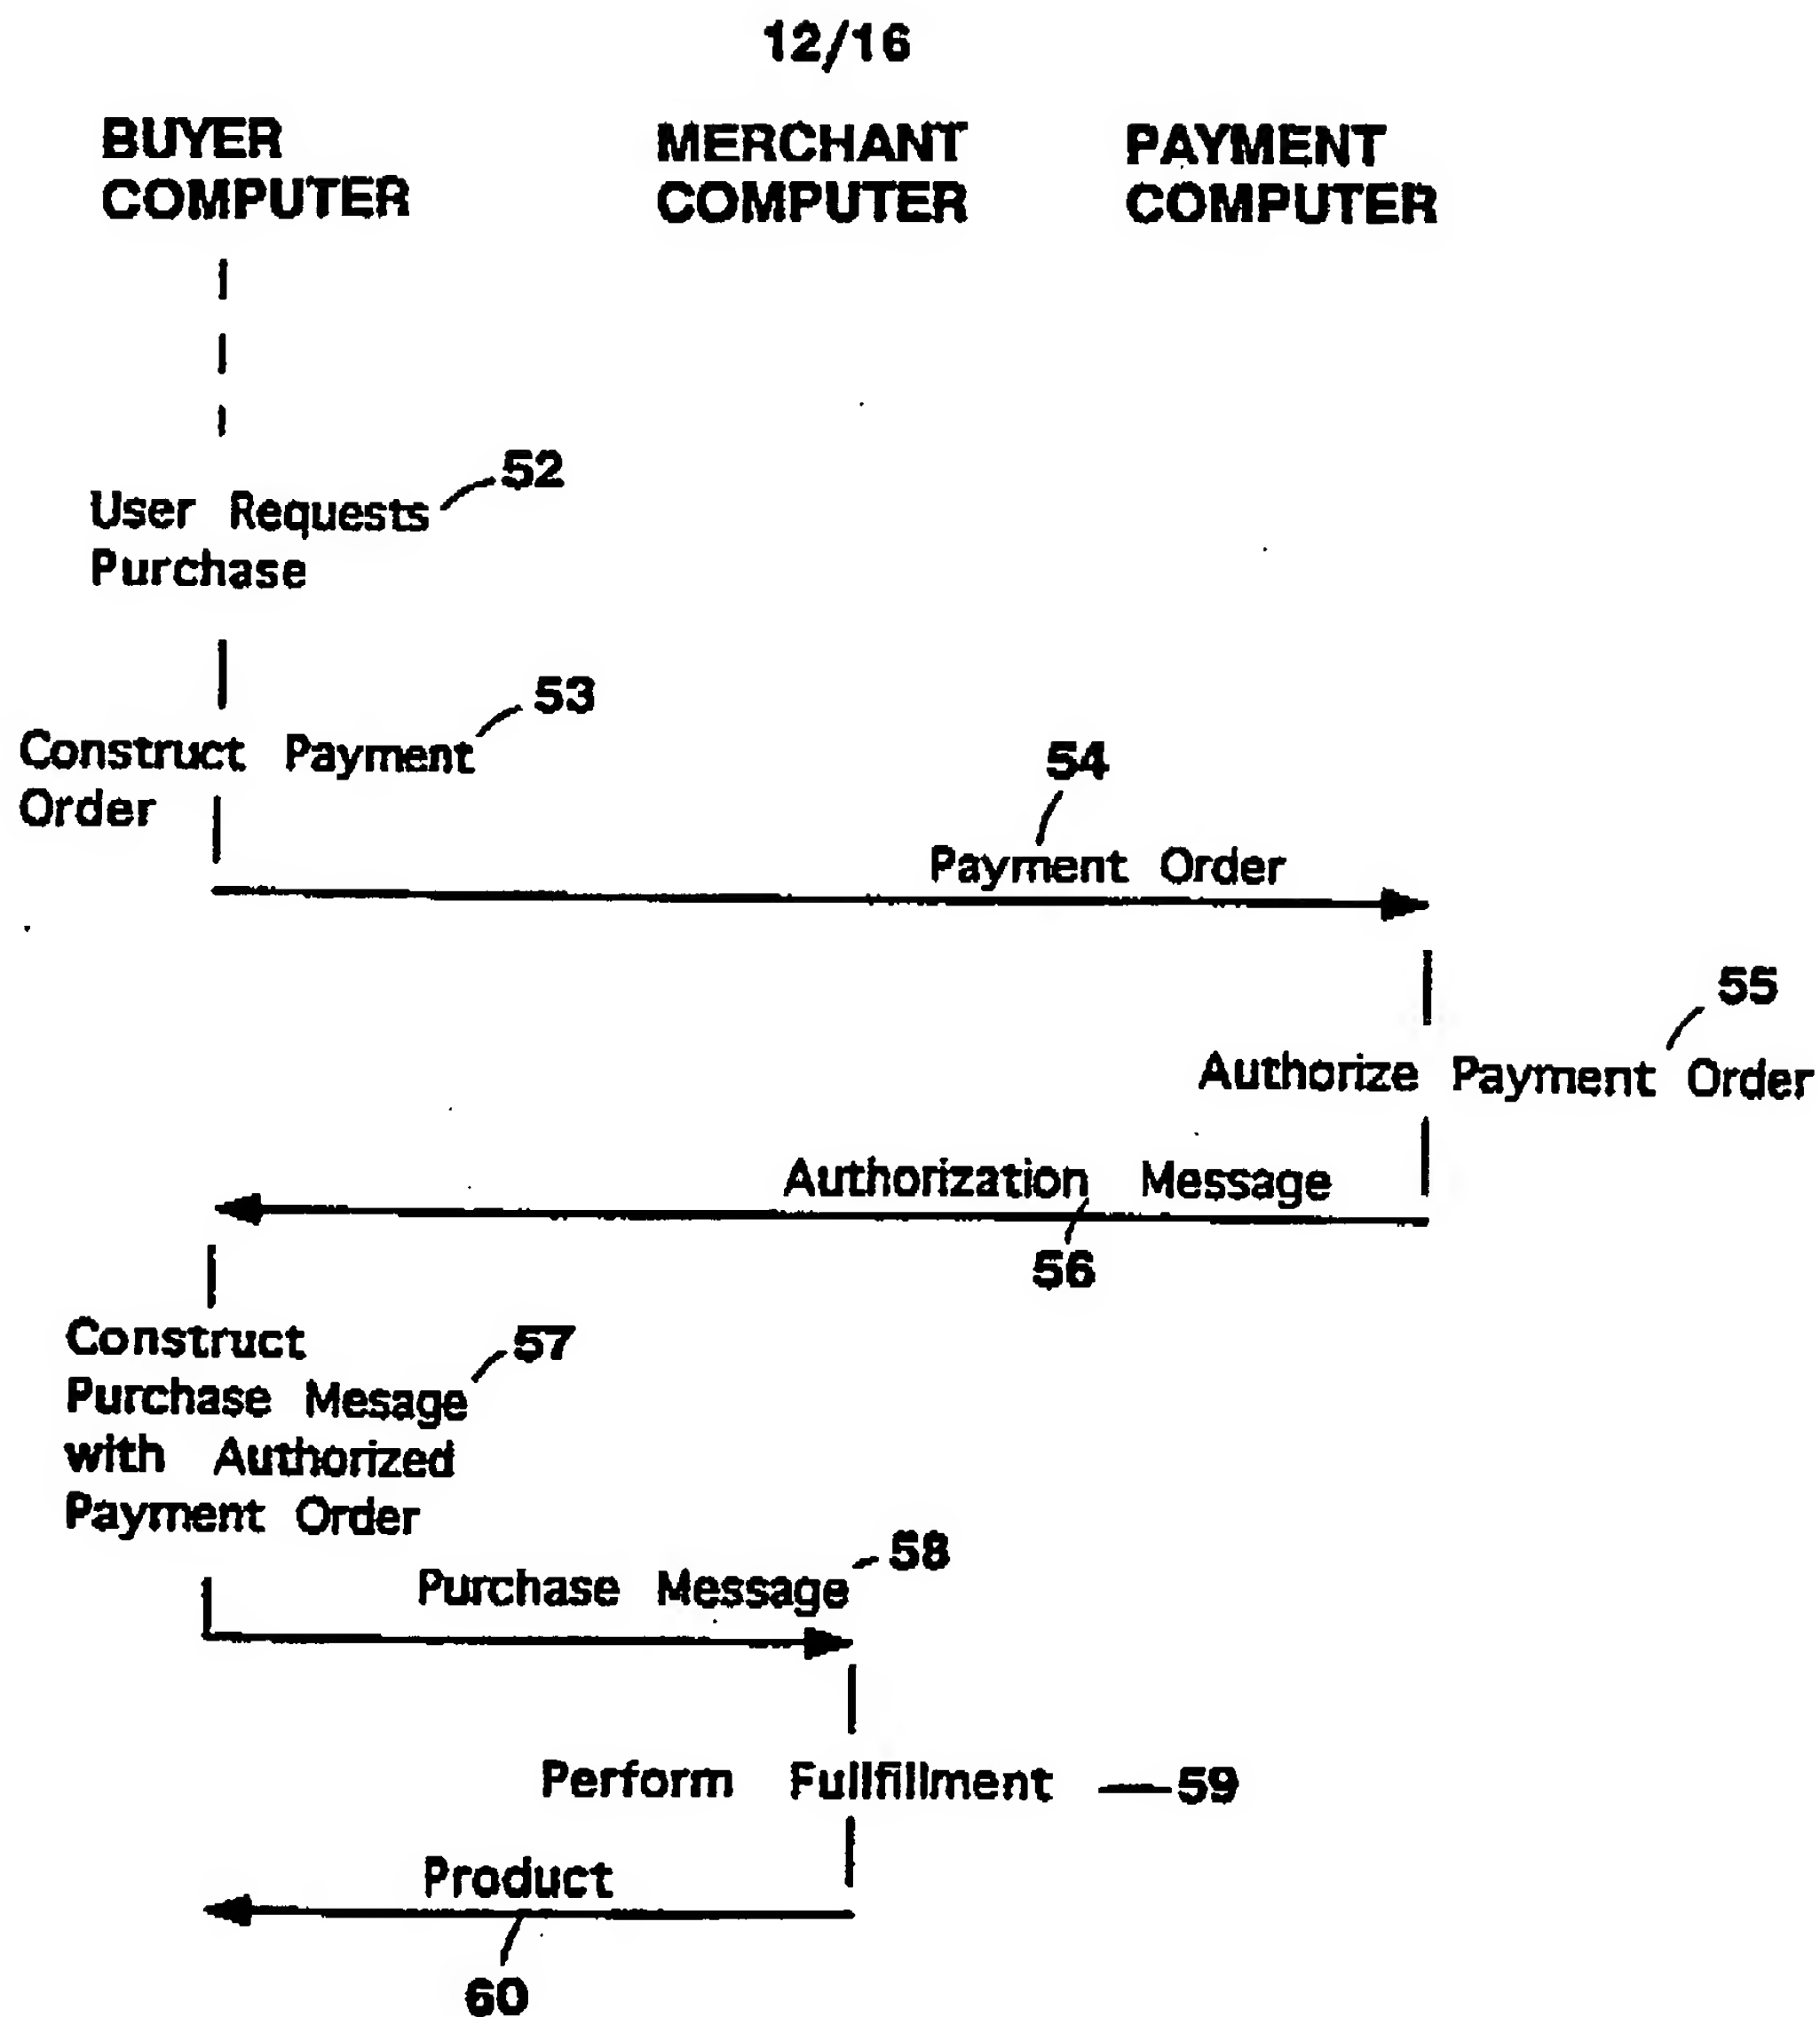 12/16
BUYER
COMPUTER
MERCHANT
COMPUTER
PAYMENT
COMPUTER
52
User Requests
Purchase
53
Construct Payment
Order
54
Payment Order
55
Authorize Payment Order
Authorization Message
56
Construct
57
Purchase Mesage
with Authorized
Payment Order
58
Purchase Message
Perform Fullfillment
59
Product
60